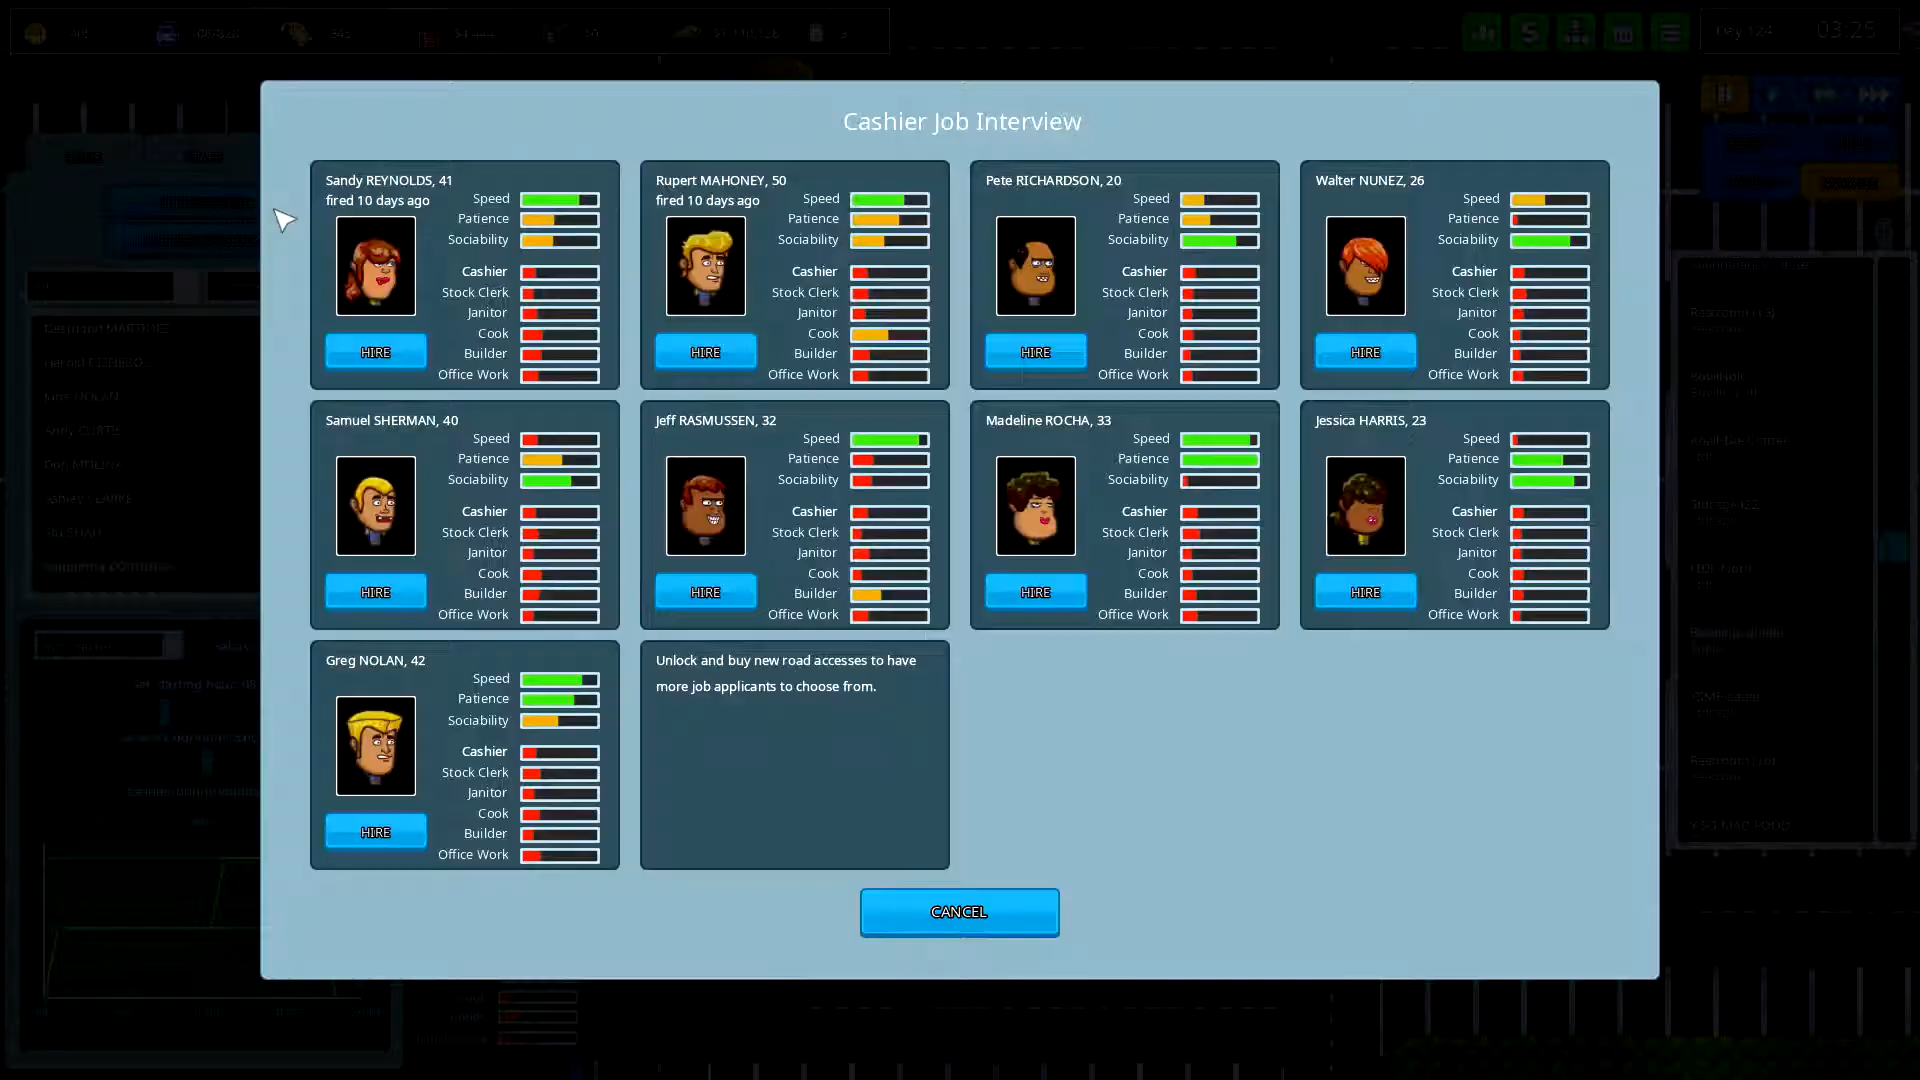 Day 124
03:25
Cashier Job Interview
Sandy REYNOLDS, 41
fired 10 days ago
Speed
Patience
Sociability
Cashier
Stock Clerk
Janitor
Cook
Builder
Office Work
HIRE
Rupert MAHONEY, 50
fired 10 days ago
Speed
Patience
Sociability
Cashier
Stock Clerk
Janitor
Cook
Builder
Office Work
HIRE
Pete RICHARDSON, 20
Speed
Patience
Sociability
Cashier
Stock Clerk
Janitor
Cook
Builder
Office Work
HIRE
Walter NUNEZ, 26
Speed
Patience
Sociability
Cashier
Stock Clerk
Janitor
Cook
Builder
Office Work
HIRE
Samuel SHERMAN, 40
Speed
Patience
Sociability
Cashier
Stock Clerk
Janitor
Cook
Builder
Office Work
HIRE
Jeff RASMUSSEN, 32
Speed
Patience
Sociability
Cashier
Stock Clerk
Janitor
Cook
Builder
Office Work
HIRE
Madeline ROCHA, 33
Speed
Patience
Sociability
Cashier
Stock Clerk
Janitor
Cook
Builder
Office Work
HIRE
Jessica HARRIS, 23
Speed
Patience
Sociability
Cashier
Stock Clerk
Janitor
Cook
Builder
Office Work
HIRE
Greg NOLAN, 42
Speed
Patience
Sociability
Cashier
Stock Clerk
Janitor
Cook
Builder
Office Work
HIRE
Unlock and buy new road accesses to have
more job applicants to choose from.
CANCEL